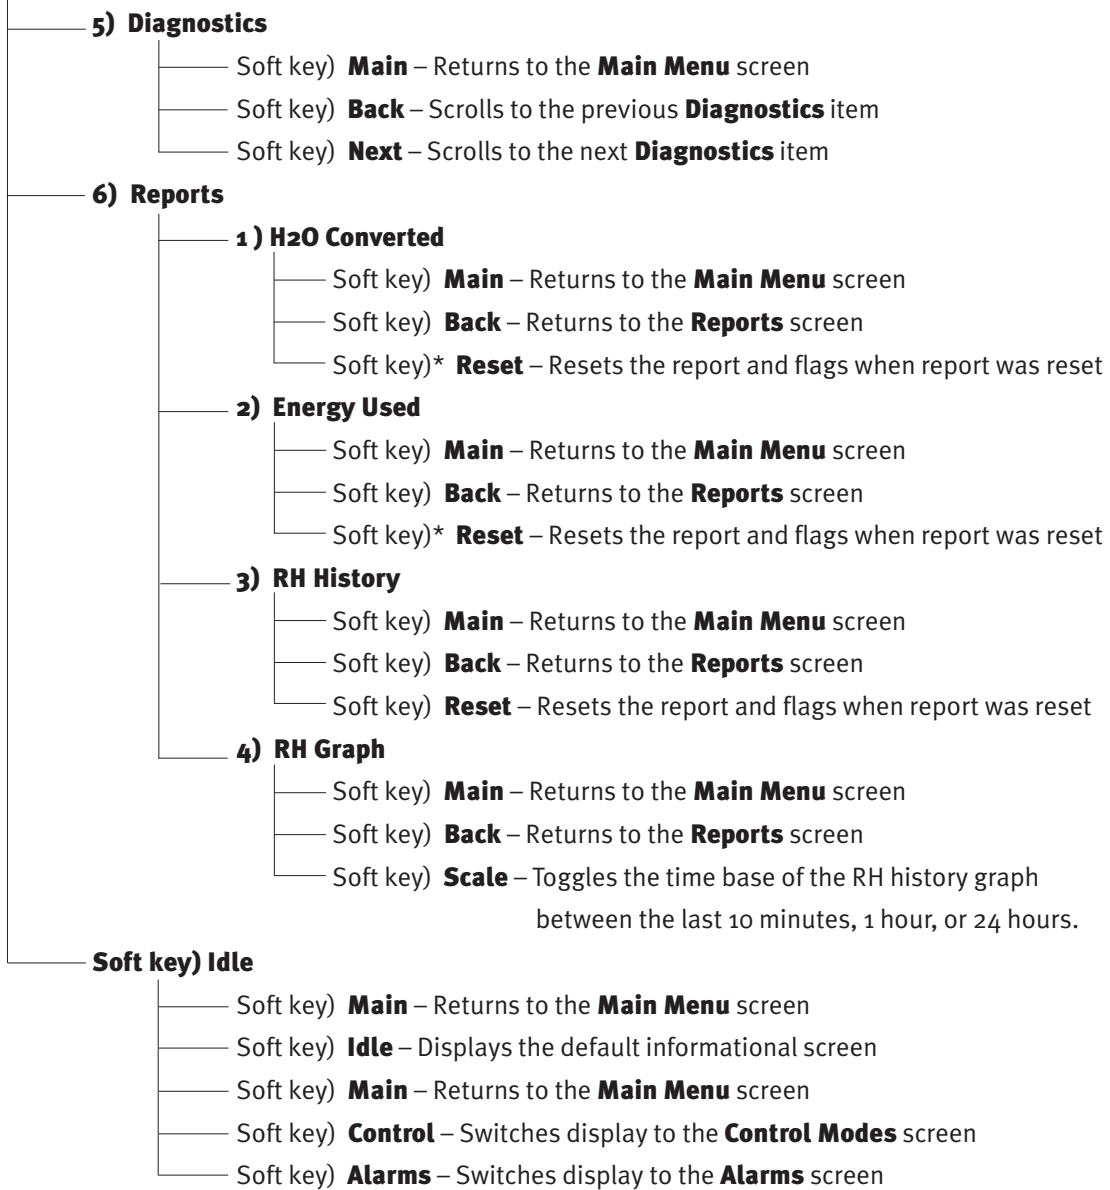 5) Diagnostics
Soft key) Main – Returns to the Main Menu screen
Soft key) Back – Scrolls to the previous Diagnostics item
Soft key) Next – Scrolls to the next Diagnostics item
6) Reports
1 ) H2O Converted
Soft key) Main – Returns to the Main Menu screen
Soft key) Back – Returns to the Reports screen
Soft key)* Reset – Resets the report and flags when report was reset
2) Energy Used
Soft key) Main – Returns to the Main Menu screen
Soft key) Back – Returns to the Reports screen
Soft key)* Reset – Resets the report and flags when report was reset
3) RH History
Soft key) Main – Returns to the Main Menu screen
Soft key) Back – Returns to the Reports screen
Soft key) Reset – Resets the report and flags when report was reset
4) RH Graph
Soft key) Main – Returns to the Main Menu screen
Soft key) Back – Returns to the Reports screen
Soft key) Scale – Toggles the time base of the RH history graph
between the last 10 minutes, 1 hour, or 24 hours.
Soft key) Idle
Soft key) Main – Returns to the Main Menu screen
Soft key) Idle – Displays the default informational screen
Soft key) Main – Returns to the Main Menu screen
Soft key) Control – Switches display to the Control Modes screen
Soft key) Alarms – Switches display to the Alarms screen